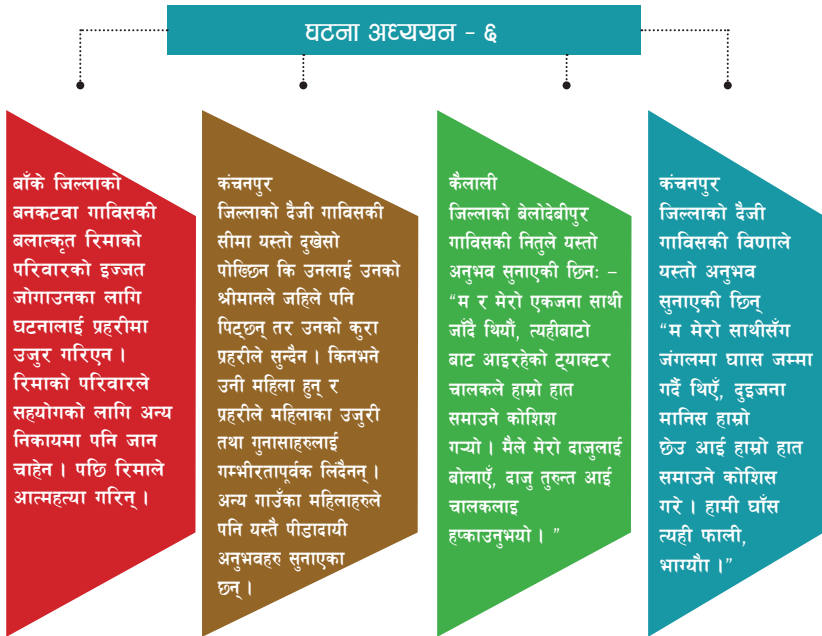 घटना अध्ययन - ६
बाँके जिल्लाको
बनकटवा गाविसकी
बलात्कृत रिमाको
परिवारको इज्जत
जोगाउनका लागि
घटनालाई प्रहरीमा
उजुर गरिएन ।
रिमाको परिवारले
सहयोगको लागि अन्य
निकायमा पनि जान
चाहेन । पछि रिमाले
आत्महत्या गरिन् ।
कंचनपुर
जिल्लाको दैजी गाविसकी
सीमा यस्तो दुखेसो
पोख्छिन कि उनलाई उनको
श्रीमानले जहिले पनि
पिट्छन् तर उनको कुरा
प्रहरीले सुन्दैन । किनभने
उनी महिला हुन् र
प्रहरीले महिलाका उजुरी
तथा गुनासाहरुलाई
गम्भीरतापूर्वक लिंदैनन् ।
अन्य गाउँका महिलाहरुले
पनि यस्तै पीडादायी
अनुभवहरु सुनाएका
छन् ।
कैलाली
जिल्लाको बेलोदेबीपुर
गाविसकी नितुले यस्तो
अनुभव सुनाएकी छिन: –
“म र मेरो एकजना साथी
जाँदै थियौं, त्यहीबाटो
बाट आइरहेको ट्याक्टर
चालकले हाम्रो हात
समाउने कोशिश
गऱ्यो । मैले मेरो दाजुलाई
बोलाएँ, दाजु तुरुन्त आई
चालकलाइ
हप्काउनुभयो । ”
कंचनपुर
जिल्लाको दैजी
गाविसकी विणाले
यस्तो अनुभव
सुनाएकी छिन्
“म मेरो साथीसँग
जंगलमा घाास जम्मा
गर्दै थिएँ, दुइजना
मानिस हाम्रो
छेउ आई हाम्रो हात
समाउने कोशिस
गरे । हामी घाँस
त्यही फाली,
भाग्यौा ।”